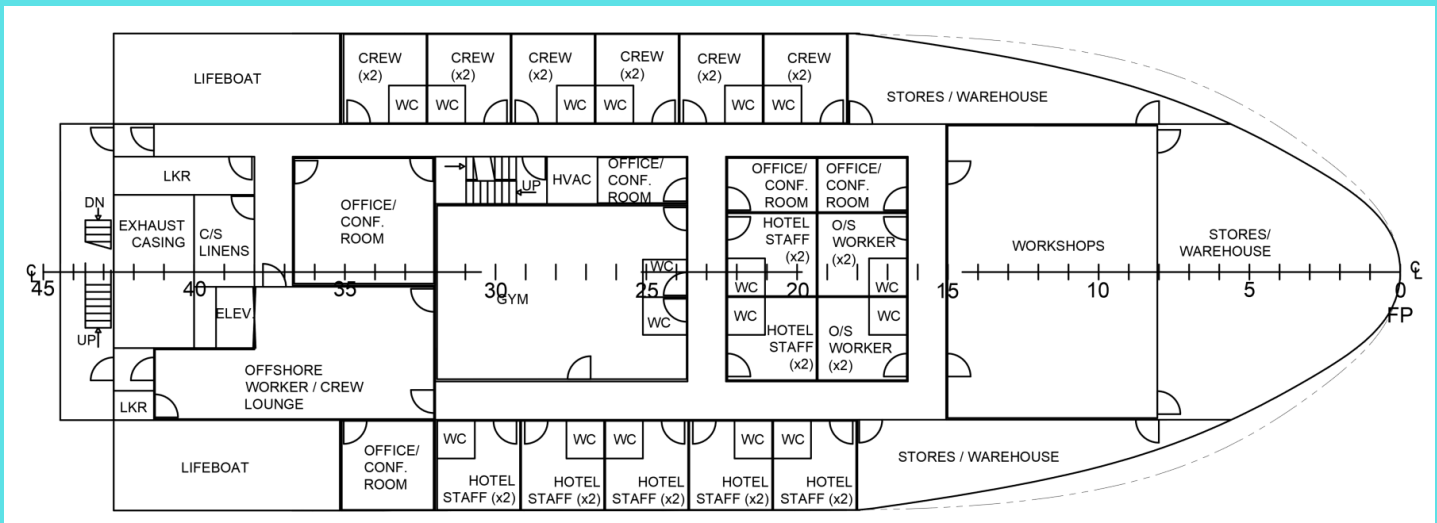 LIFEBOAT
CREW
(x2)
WC
WC
CREW
(x2)
CREW
(x2)
WC
WC
CREW
(x2)
CREW
(x2)
WC
WC
CREW
(x2)
STORES / WAREHOUSE
LKR
OFFICE/
CONF.
ROOM
UP
HVAC
OFFICE/
CONF.
ROOM
OFFICE/
CONF.
ROOM
OFFICE/
CONF.
ROOM
DN
EXHAUST
CASING
C/S
LINENS
HOTEL
STAFF
(x2)
O/S
WORKER
(x2)
WORKSHOPS
STORES/
WAREHOUSE
WC
WC
WC
℄
45
40
35
30
25
20
15
10
5
0
℄
FP
GYM
ELEV.
UP
WC
WC
WC
HOTEL
STAFF
(x2)
O/S
WORKER
(x2)
OFFSHORE
WORKER / CREW
LOUNGE
LKR
LIFEBOAT
OFFICE/
CONF.
ROOM
WC
HOTEL
STAFF (x2)
WC
HOTEL
STAFF (x2)
WC
HOTEL
STAFF (x2)
WC
HOTEL
STAFF (x2)
WC
HOTEL
STAFF (x2)
STORES / WAREHOUSE